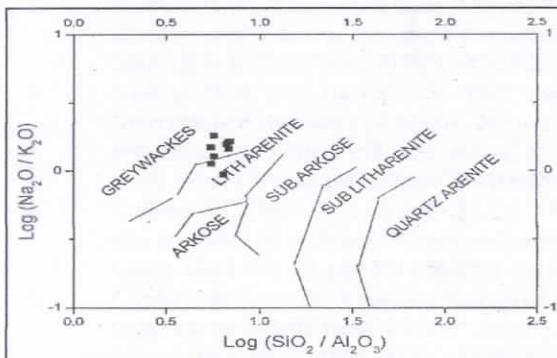 0.0 0.5 1.0 1.5 2.0 2.5
1 1
0 0
-1 -1
Log (Na2O / K2O)
GREYWACKES
LITH ARENITE
ARKOSE
SUB ARKOSE
SUB LITHARENITE
QUARTZ ARENITE
0.0 0.5 1.0 1.5 2.0 2.5
Log (SiO2 / Al2O3)